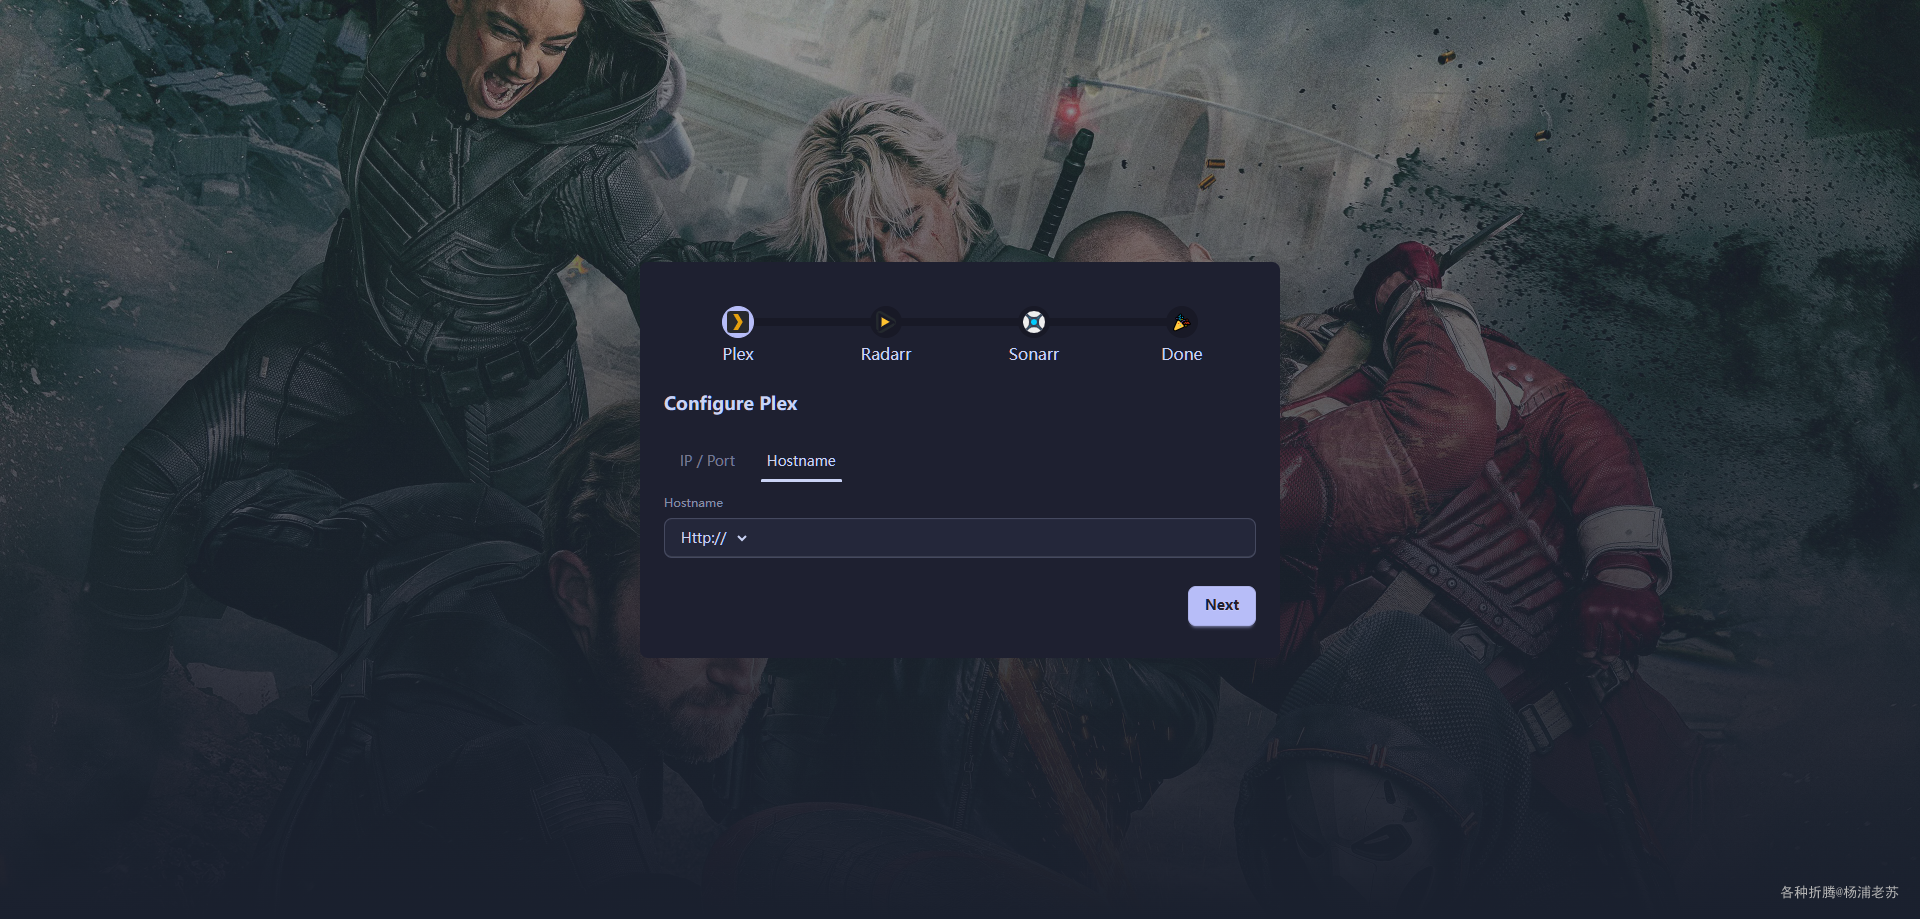 Plex
Radarr
Sonarr
Done
Configure Plex
IP / Port
Hostname
Hostname
Http://
Next
各种折腾@杨浦老苏